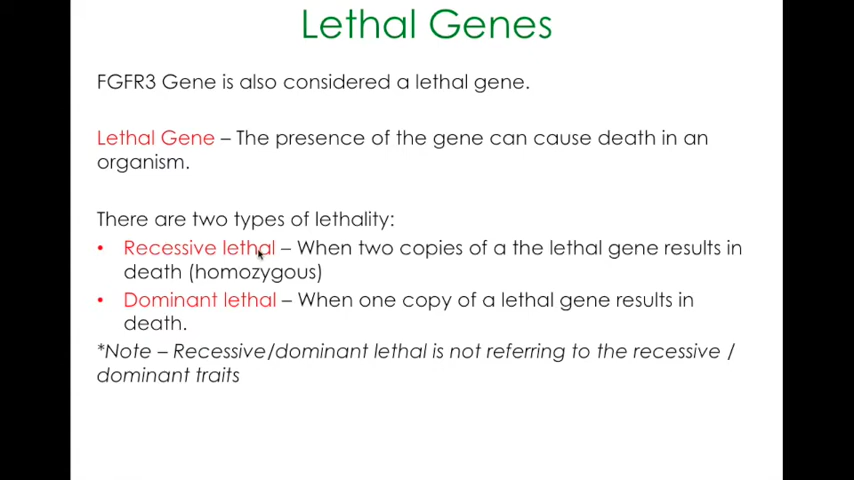 Lethal Genes
FGFR3 Gene is also considered a lethal gene.
Lethal Gene – The presence of the gene can cause death in an
organism.
There are two types of lethality:
• Recessive lethal – When two copies of a the lethal gene results in
death (homozygous)
• Dominant lethal – When one copy of a lethal gene results in
death.
*Note – Recessive/dominant lethal is not referring to the recessive /
dominant traits